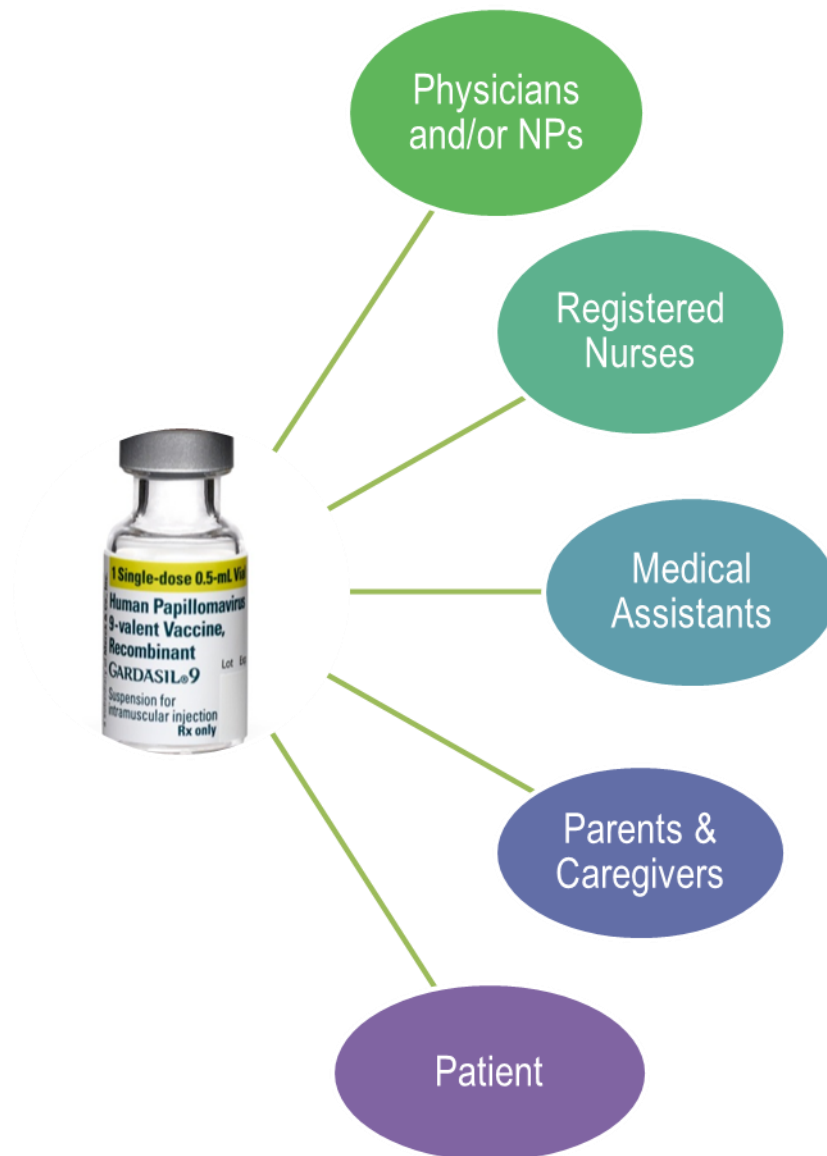 Physicians
and/or NPs
Registered
Nurses
1 Single-dose 0.5-mL Vial
Human Papillomavirus
9-valent Vaccine,
Recombinant
Lot Exp
GARDASIL®9
Suspension for
intramuscular injection
Rx only
Medical
Assistants
Parents &
Caregivers
Patient